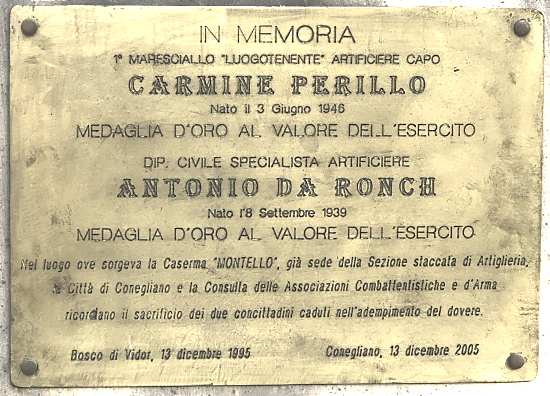 IN MEMORIA
1° MARESCIALLO "LUOGOTENENTE" ARTIFICIERE CAPO
CARMINE PERILLO
Nato il 3 Giugno 1946
MEDAGLIA D'ORO AL VALORE DELL'ESERCITO
DIP. CIVILE SPECIALISTA ARTIFICIERE
ANTONIO DA RONCH
Nato l'8 Settembre 1939
MEDAGLIA D'ORO AL VALORE DELL'ESERCITO
Nel luogo ove sorgeva la Caserma "MONTELLO", già sede della Sezione staccata di Artiglieria,
la Città di Conegliano e la Consulta delle Associazioni Combattentistiche e d'Arma
ricordano il sacrificio dei due concittadini caduti nell'adempimento del dovere.
Bosco di Vidor, 13 dicembre 1995 Conegliano, 13 dicembre 2005